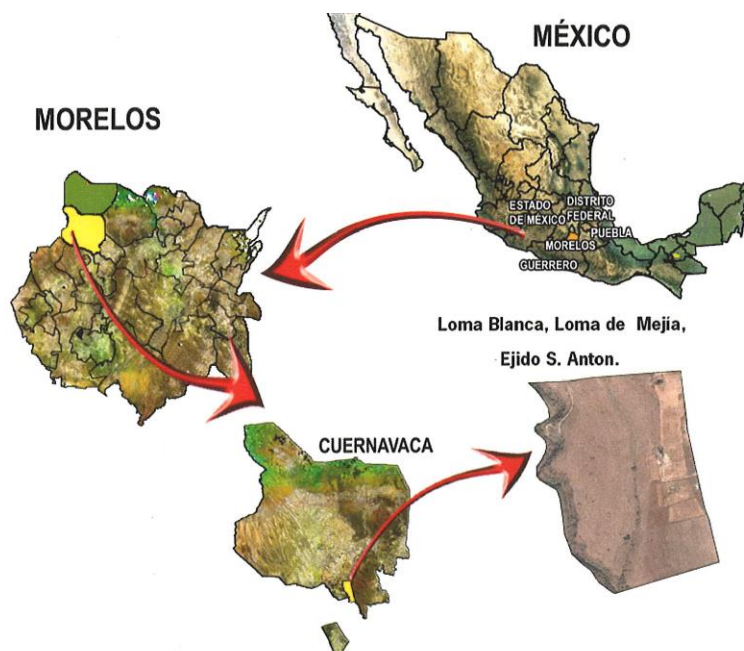 MÉXICO
MORELOS
ESTADO
DE MÉXICO
DISTRITO
FEDERAL
PUEBLA
MORELOS
GUERRERO
Loma Blanca, Loma de Mejía,
Ejido S. Anton.
CUERNAVACA